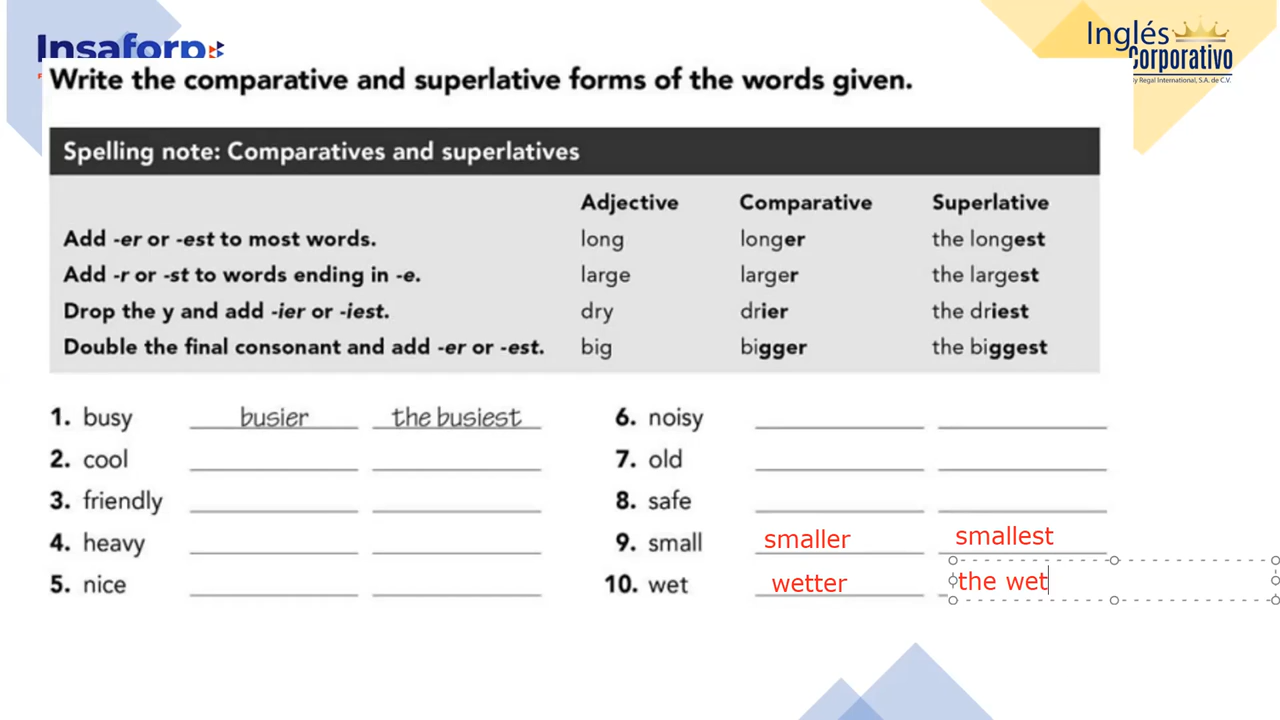 Insaforp
Inglés
Corporativo
by Regal International, S.A. de C.V.
Write the comparative and superlative forms of the words given.
Spelling note: Comparatives and superlatives
Adjective Comparative Superlative
Add -er or -est to most words. long longer the longest
Add -r or -st to words ending in -e. large larger the largest
Drop the y and add -ier or -iest. dry drier the driest
Double the final consonant and add -er or -est. big bigger the biggest
1. busy busier the busiest 6. noisy
2. cool 7. old
3. friendly 8. safe
4. heavy 9. small smaller smallest
5. nice 10. wet wetter the wet